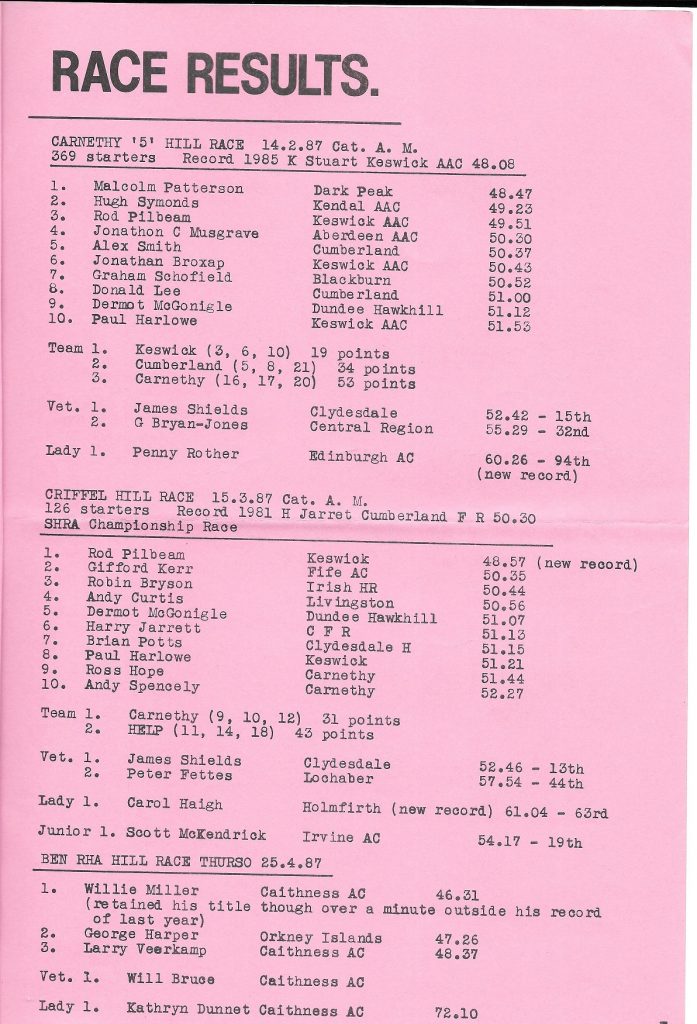 RACE RESULTS.
CARNETHY '5' HILL RACE 14.2.87 Cat. A. M.
369 starters Record 1985 K Stuart Keswick AAC 48.08
1. Malcolm Patterson Dark Peak 48.47
2. Hugh Symonds Kendal AAC 49.23
3. Rod Pilbeam Keswick AAC 49.51
4. Jonathon C Musgrave Aberdeen AAC 50.30
5. Alex Smith Cumberland 50.37
6. Jonathan Broxap Keswick AAC 50.43
7. Graham Schofield Blackburn 50.52
8. Donald Lee Cumberland 51.00
9. Dermot McGonigle Dundee Hawkhill 51.12
10. Paul Harlowe Keswick AAC 51.53
Team 1. Keswick (3, 6, 10) 19 points
2. Cumberland (5, 8, 21) 34 points
3. Carnethy (16, 17, 20) 53 points
Vet. 1. James Shields Clydesdale 52.42 - 15th
2. G Bryan-Jones Central Region 55.29 - 32nd
Lady 1. Penny Rother Edinburgh AC 60.26 - 94th
(new record)
CRIFFEL HILL RACE 15.3.87 Cat. A. M.
126 starters Record 1981 H Jarret Cumberland F R 50.30
SHRA Championship Race
1. Rod Pilbeam Keswick 48.57 (new record)
2. Gifford Kerr Fife AC 50.35
3. Robin Bryson Irish HR 50.44
4. Andy Curtis Livingston 50.56
5. Dermot McGonigle Dundee Hawkhill 51.07
6. Harry Jarrett C F R 51.13
7. Brian Potts Clydesdale H 51.15
8. Paul Harlowe Keswick 51.21
9. Ross Hope Carnethy 51.44
10. Andy Spencely Carnethy 52.27
Team 1. Carnethy (9, 10, 12) 31 points
2. HELP (11, 14, 18) 43 points
Vet. 1. James Shields Clydesdale 52.46 - 13th
2. Peter Fettes Lochaber 57.54 - 44th
Lady 1. Carol Haigh Holmfirth (new record) 61.04 - 63rd
Junior 1. Scott McKendrick Irvine AC 54.17 - 19th
BEN RHA HILL RACE THURSO 25.4.87
1. Willie Miller Caithness AC 46.31
(retained his title though over a minute outside his record
of last year)
2. George Harper Orkney Islands 47.26
3. Larry Veerkamp Caithness AC 48.37
Vet. 1. Will Bruce Caithness AC
Lady 1. Kathryn Dunnet Caithness AC 72.10